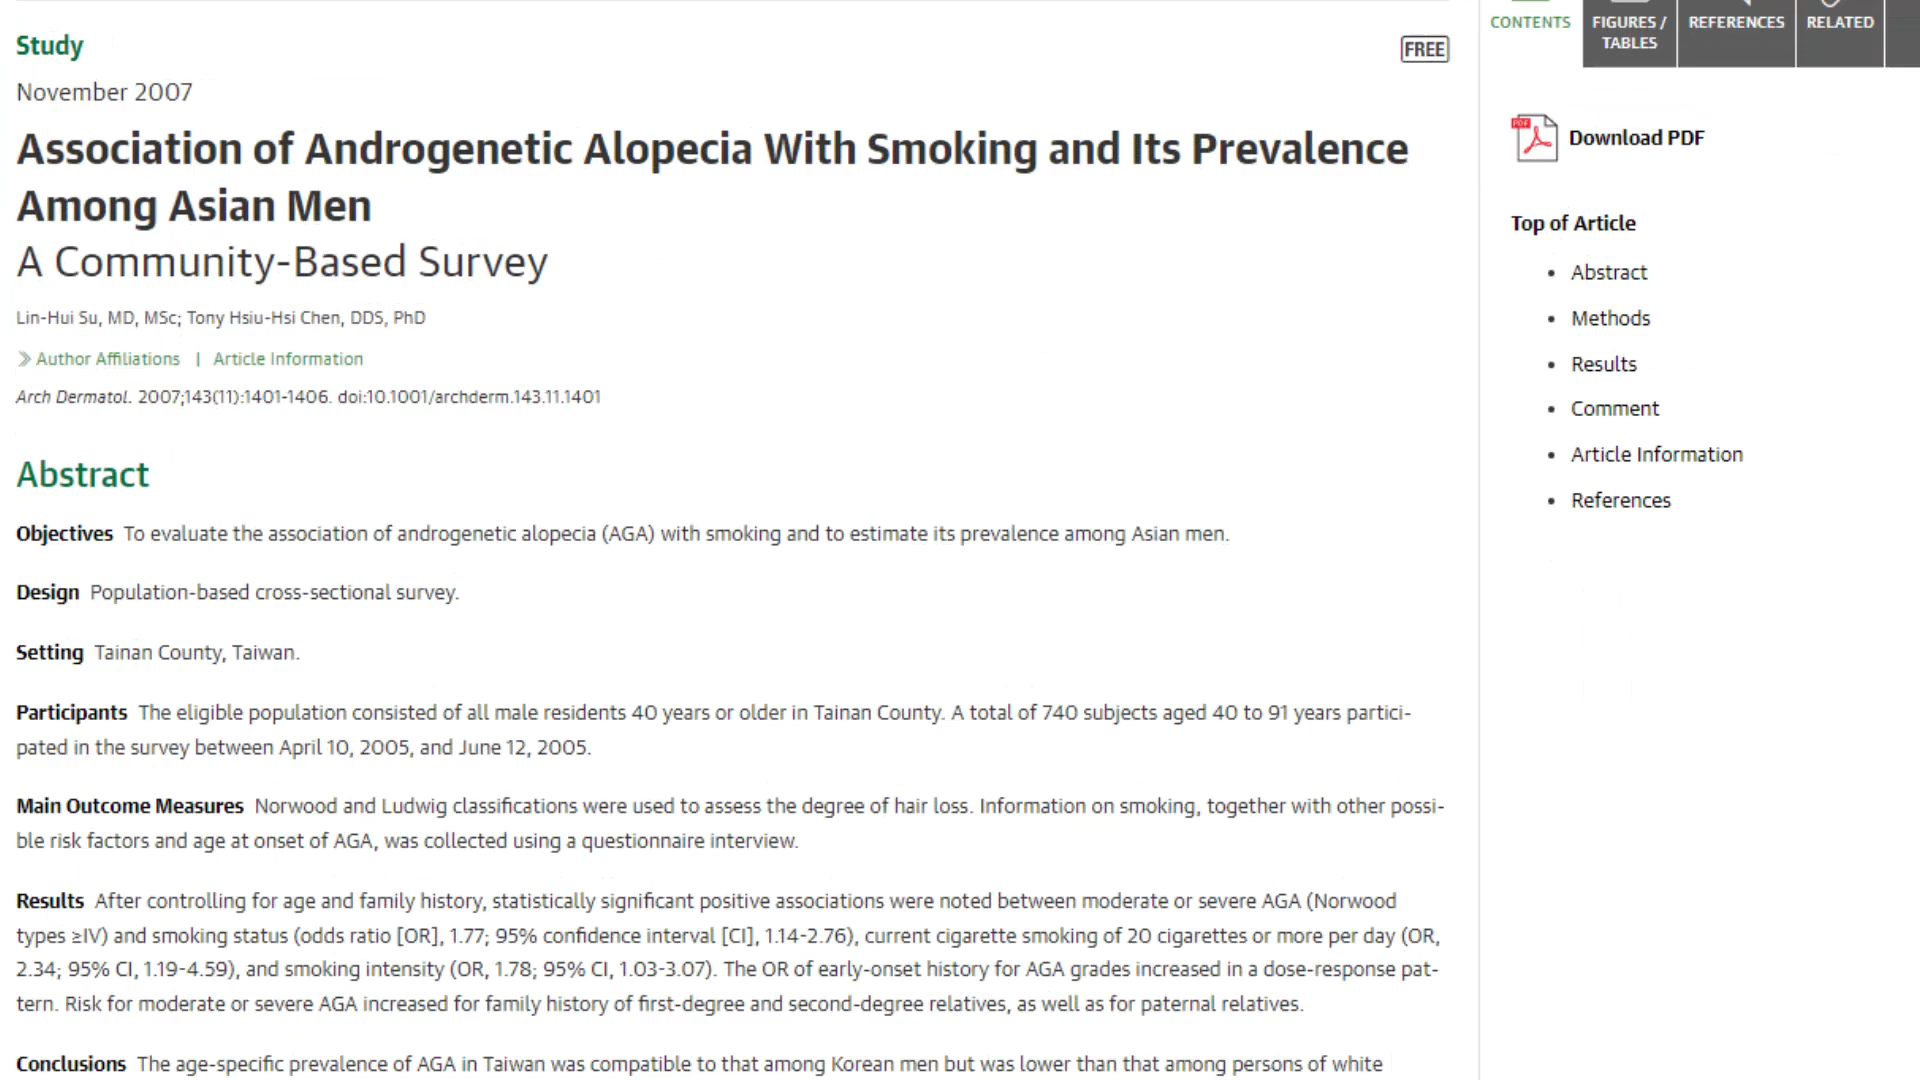 Study
FREE
November 2007
Association of Androgenetic Alopecia With Smoking and Its Prevalence
Among Asian Men
A Community-Based Survey
Lin-Hui Su, MD, MSc; Tony Hsiu-Hsi Chen, DDS, PhD
Author Affiliations | Article Information
Arch Dermatol. 2007;143(11):1401-1406. doi:10.1001/archderm.143.11.1401
Abstract
Objectives To evaluate the association of androgenetic alopecia (AGA) with smoking and to estimate its prevalence among Asian men.
Design Population-based cross-sectional survey.
Setting Tainan County, Taiwan.
Participants The eligible population consisted of all male residents 40 years or older in Tainan County. A total of 740 subjects aged 40 to 91 years partici-
pated in the survey between April 10, 2005, and June 12, 2005.
Main Outcome Measures Norwood and Ludwig classifications were used to assess the degree of hair loss. Information on smoking, together with other possi-
ble risk factors and age at onset of AGA, was collected using a questionnaire interview.
Results After controlling for age and family history, statistically significant positive associations were noted between moderate or severe AGA (Norwood
types ≥IV) and smoking status (odds ratio [OR], 1.77; 95% confidence interval [CI], 1.14-2.76), current cigarette smoking of 20 cigarettes or more per day (OR,
2.34; 95% CI, 1.19-4.59), and smoking intensity (OR, 1.78; 95% CI, 1.03-3.07). The OR of early-onset history for AGA grades increased in a dose-response pat-
tern. Risk for moderate or severe AGA increased for family history of first-degree and second-degree relatives, as well as for paternal relatives.
Conclusions The age-specific prevalence of AGA in Taiwan was compatible to that among Korean men but was lower than that among persons of white
CONTENTS
FIGURES /
TABLES
REFERENCES
RELATED
PDF
Download PDF
Top of Article
• Abstract
• Methods
• Results
• Comment
• Article Information
• References